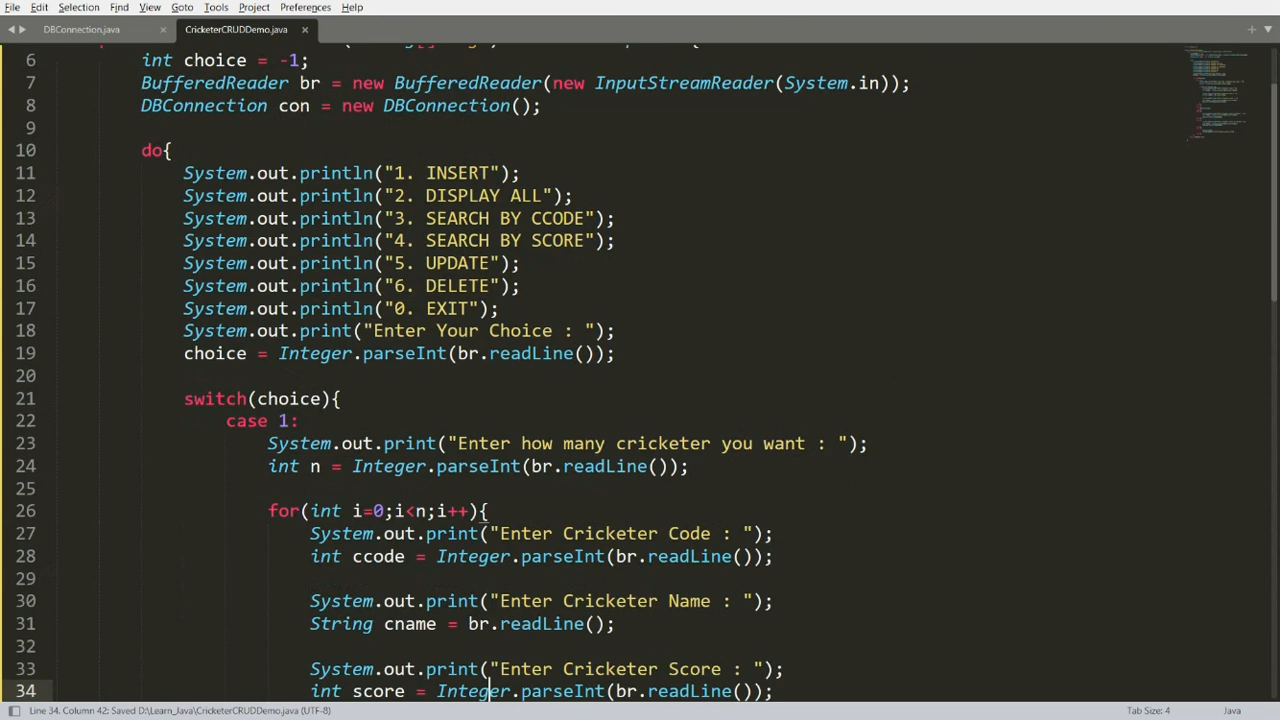 File Edit Selection Find View Goto Tools Project Preferences Help
DBConnection.java × CricketerCRUDDemo.java ×
6 int choice = -1;
7 BufferedReader br = new BufferedReader(new InputStreamReader(System.in));
8 DBConnection con = new DBConnection();
9
10 do{
11 System.out.println("1. INSERT");
12 System.out.println("2. DISPLAY ALL");
13 System.out.println("3. SEARCH BY CCODE");
14 System.out.println("4. SEARCH BY SCORE");
15 System.out.println("5. UPDATE");
16 System.out.println("6. DELETE");
17 System.out.println("0. EXIT");
18 System.out.print("Enter Your Choice : ");
19 choice = Integer.parseInt(br.readLine());
20
21 switch(choice){
22 case 1:
23 System.out.print("Enter how many cricketer you want : ");
24 int n = Integer.parseInt(br.readLine());
25
26 for(int i=0;i<n;i++){
27 System.out.print("Enter Cricketer Code : ");
28 int ccode = Integer.parseInt(br.readLine());
29
30 System.out.print("Enter Cricketer Name : ");
31 String cname = br.readLine();
32
33 System.out.print("Enter Cricketer Score : ");
34 int score = Integer.parseInt(br.readLine());
Line 34, Column 42; Saved D:\Learn_Java\CricketerCRUDDemo.java (UTF-8) Tab Size: 4 Java